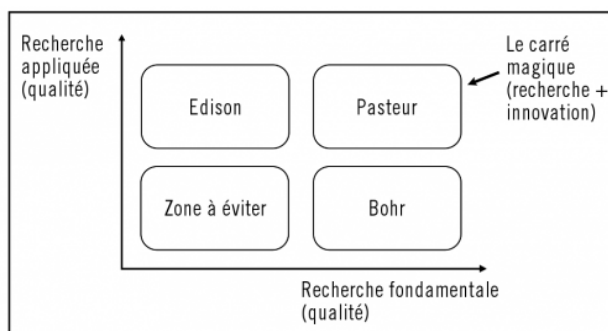 Recherche
appliquée
(qualité)
Le carré
magique
(recherche +
innovation)
Edison
Pasteur
Zone à éviter
Bohr
Recherche fondamentale
(qualité)